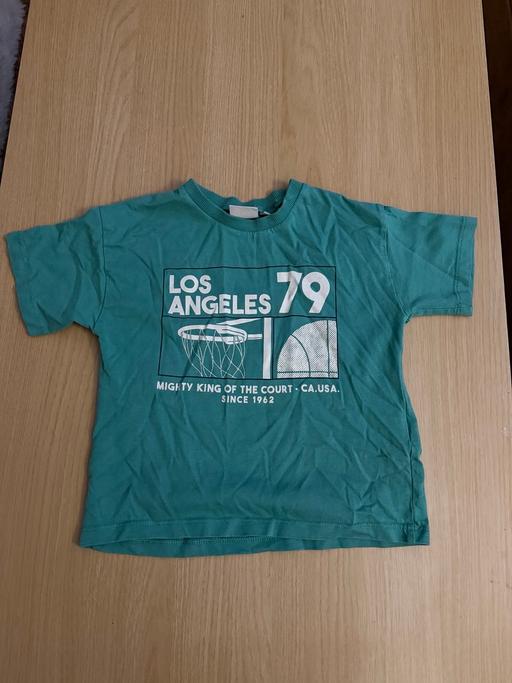 LOS
ANGELES 79
MIGHTY KING OF THE COURT - CA.USA.
SINCE 1962